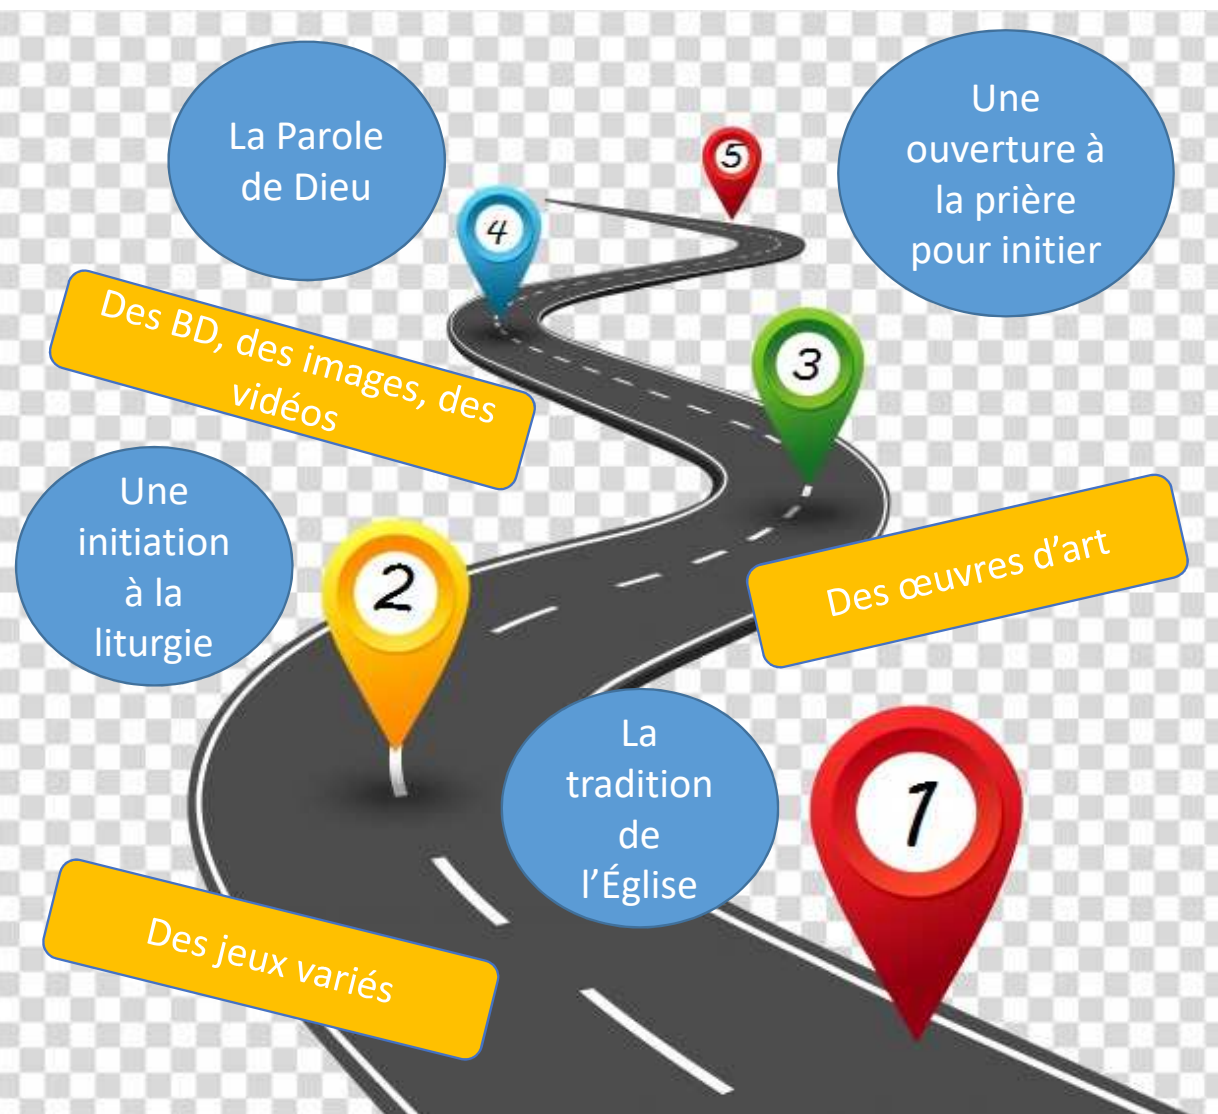 La Parole
de Dieu
Une
ouverture à
la prière
pour initier
5
4
Des BD, des images, des
vidéos
3
Une
initiation
à la
liturgie
2
Des œuvres d’art
La
tradition
de
l’Église
1
Des jeux variés